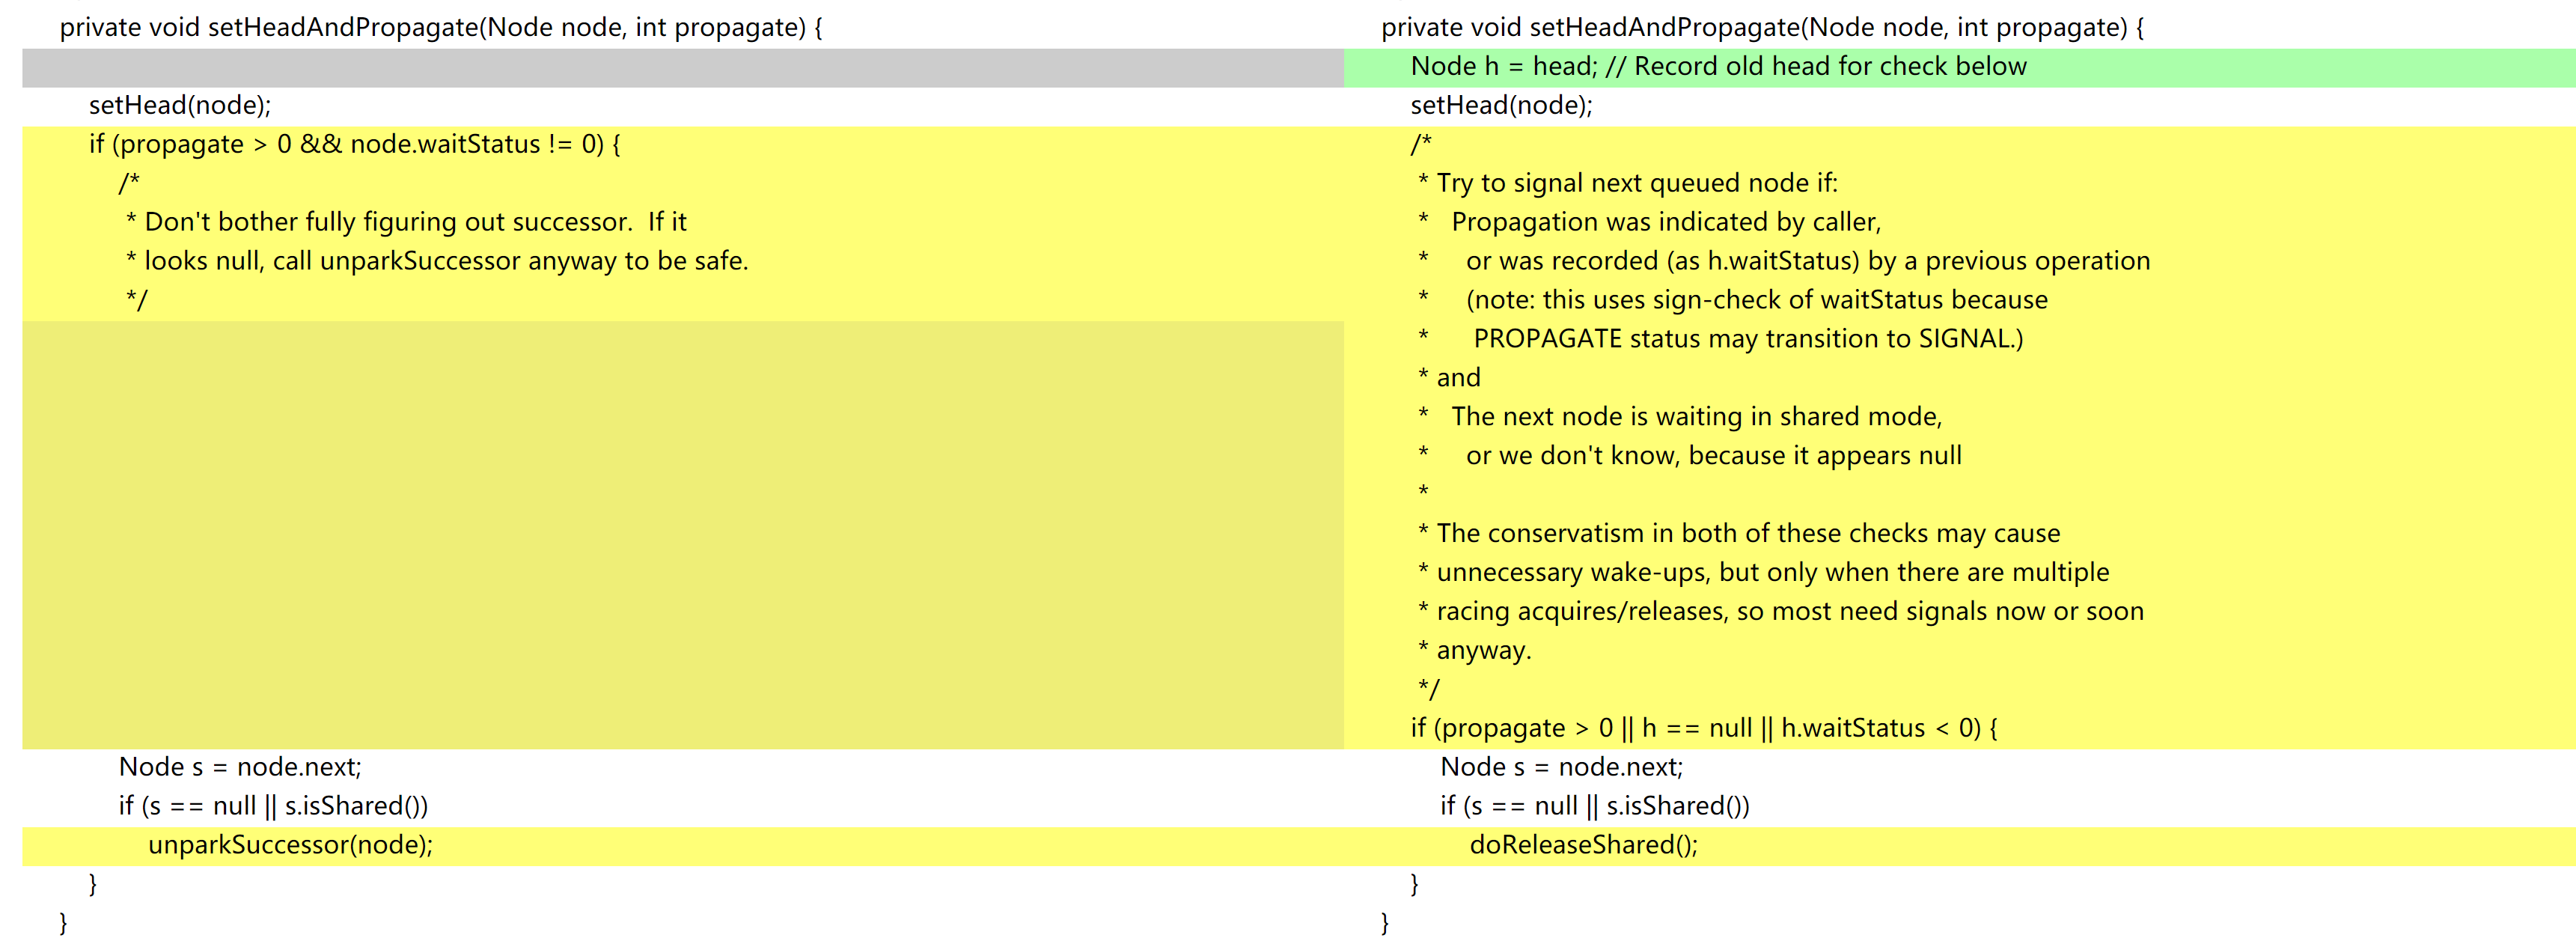 private void setHeadAndPropagate(Node node, int propagate) {
setHead(node);
if (propagate > 0 && node.waitStatus != 0) {
/*
* Don't bother fully figuring out successor.  If it
* looks null, call unparkSuccessor anyway to be safe.
*/
Node s = node.next;
if (s == null || s.isShared())
unparkSuccessor(node);
}
}
private void setHeadAndPropagate(Node node, int propagate) {
Node h = head; // Record old head for check below
setHead(node);
/*
* Try to signal next queued node if:
*   Propagation was indicated by caller,
*     or was recorded (as h.waitStatus) by a previous operation
*     (note: this uses sign-check of waitStatus because
*      PROPAGATE status may transition to SIGNAL.)
* and
*   The next node is waiting in shared mode,
*     or we don't know, because it appears null
*
* The conservatism in both of these checks may cause
* unnecessary wake-ups, but only when there are multiple
* racing acquires/releases, so most need signals now or soon
* anyway.
*/
if (propagate > 0 || h == null || h.waitStatus < 0) {
Node s = node.next;
if (s == null || s.isShared())
doReleaseShared();
}
}